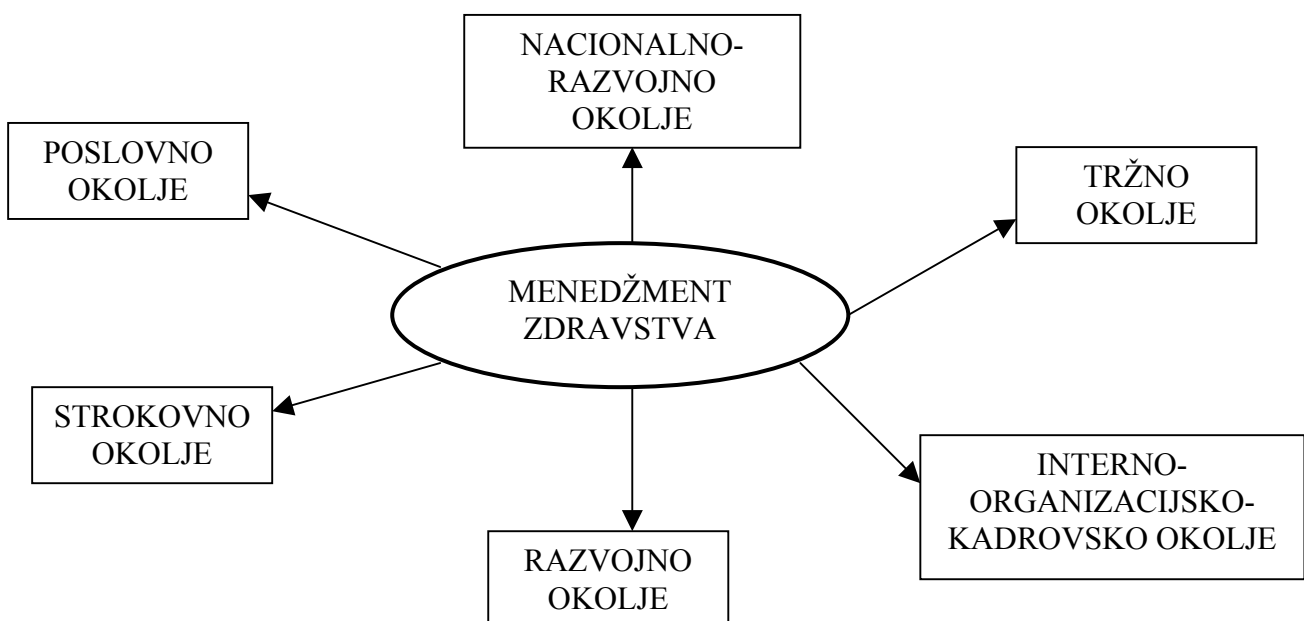 NACIONALNO-
RAZVOJNO
OKOLJE
POSLOVNO
OKOLJE
TRŽNO
OKOLJE
MENEDŽMENT
ZDRAVSTVA
STROKOVNO
OKOLJE
INTERNO-
ORGANIZACIJSKO-
KADROVSKO OKOLJE
RAZVOJNO
OKOLJE